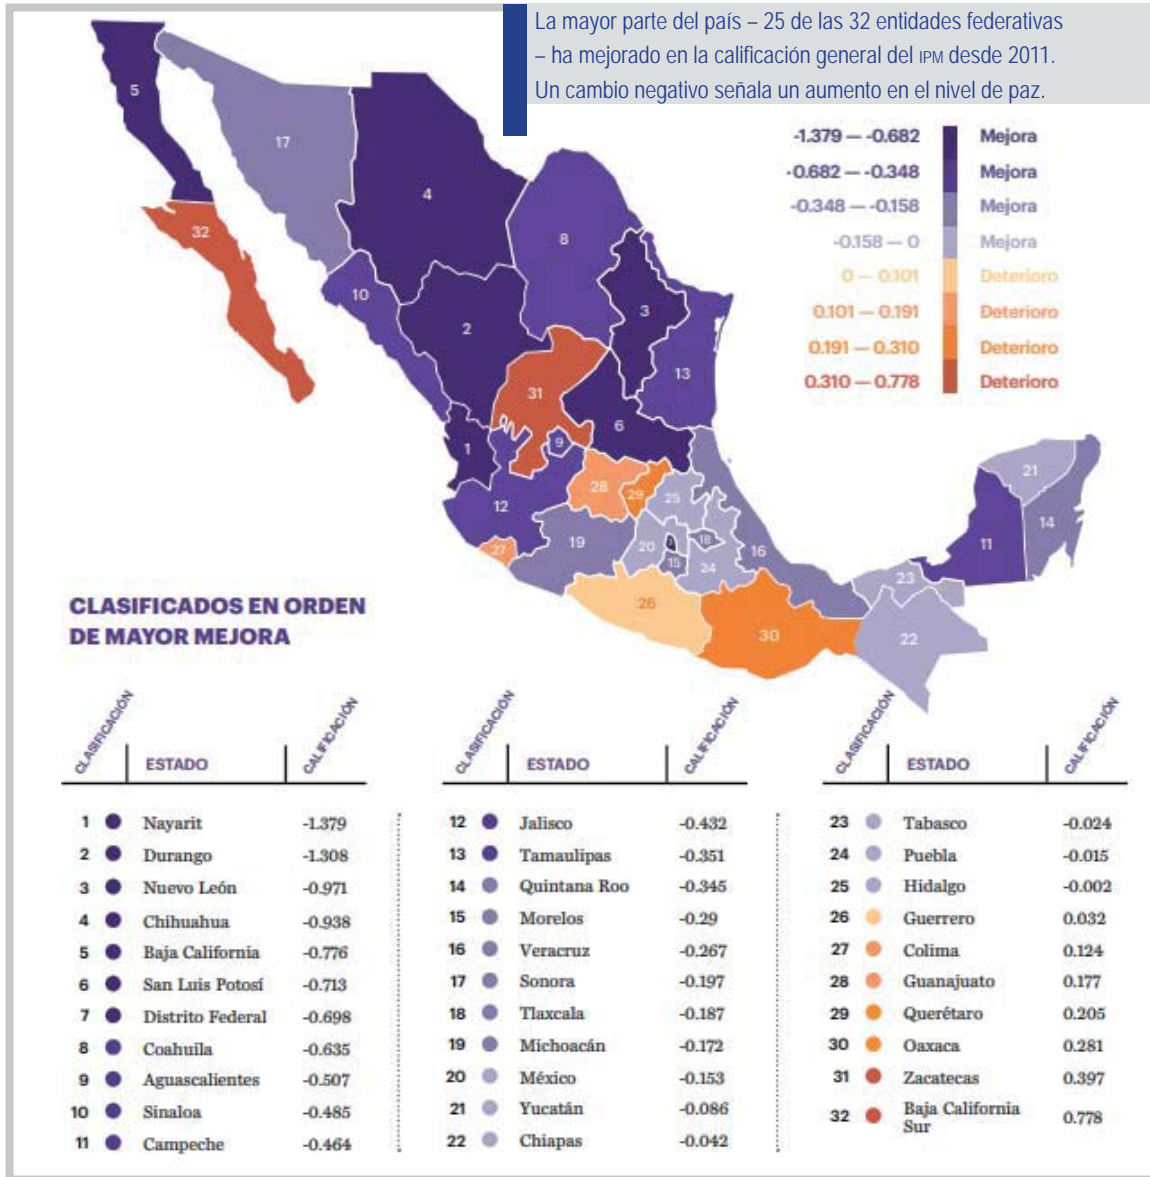 La mayor parte del país – 25 de las 32 entidades federativas
– ha mejorado en la calificación general del IPM desde 2011.
Un cambio negativo señala un aumento en el nivel de paz.
-1.379 — -0.682 Mejora
-0.682 — -0.348 Mejora
-0.348 — -0.158 Mejora
-0.158 — 0 Mejora
0 — 0.101 Deterioro
0.101 — 0.191 Deterioro
0.191 — 0.310 Deterioro
0.310 — 0.778 Deterioro
5
17
4
32
8
10
3
2
13
31
6
9
1
21
28
29
25
12
14
19
20
18
16
11
27
15
24
23
26
30
22
CLASIFICADOS EN ORDEN
DE MAYOR MEJORA
CLASIFICACIÓN ESTADO CALIFICACIÓN
1 Nayarit -1.379
2 Durango -1.308
3 Nuevo León -0.971
4 Chihuahua -0.938
5 Baja California -0.776
6 San Luis Potosí -0.713
7 Distrito Federal -0.698
8 Coahuila -0.635
9 Aguascalientes -0.507
10 Sinaloa -0.485
11 Campeche -0.464
CLASIFICACIÓN ESTADO CALIFICACIÓN
12 Jalisco -0.432
13 Tamaulipas -0.351
14 Quintana Roo -0.345
15 Morelos -0.29
16 Veracruz -0.267
17 Sonora -0.197
18 Tlaxcala -0.187
19 Michoacán -0.172
20 México -0.153
21 Yucatán -0.086
22 Chiapas -0.042
CLASIFICACIÓN ESTADO CALIFICACIÓN
23 Tabasco -0.024
24 Puebla -0.015
25 Hidalgo -0.002
26 Guerrero 0.032
27 Colima 0.124
28 Guanajuato 0.177
29 Querétaro 0.205
30 Oaxaca 0.281
31 Zacatecas 0.397
32 Baja California
Sur 0.778